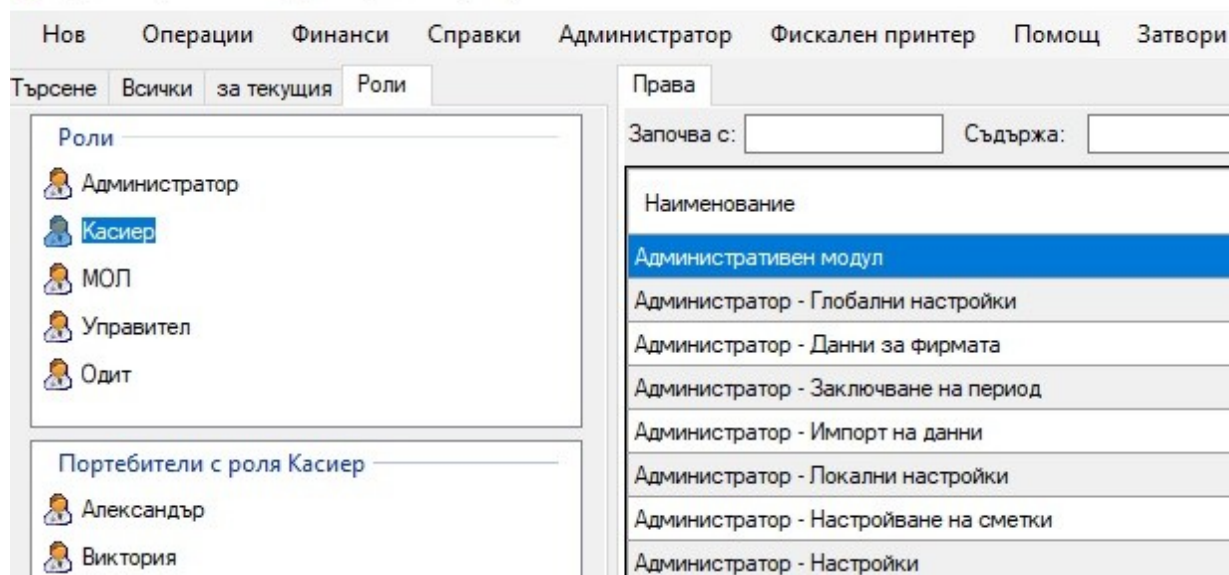 Нов Операции Финанси Справки Администратор Фискален принтер Помощ Затвори
Търсене Всички за текущия Роли
Роли
Администратор
Касиер
МОЛ
Управител
Одит
Портебители с роля Касиер
Александър
Виктория
Права
Започва с: Съдържа:
Наименование
Административен модул
Администратор - Глобални настройки
Администратор - Данни за фирмата
Администратор - Заключване на период
Администратор - Импорт на данни
Администратор - Локални настройки
Администратор - Настройване на сметки
Администратор - Настройки